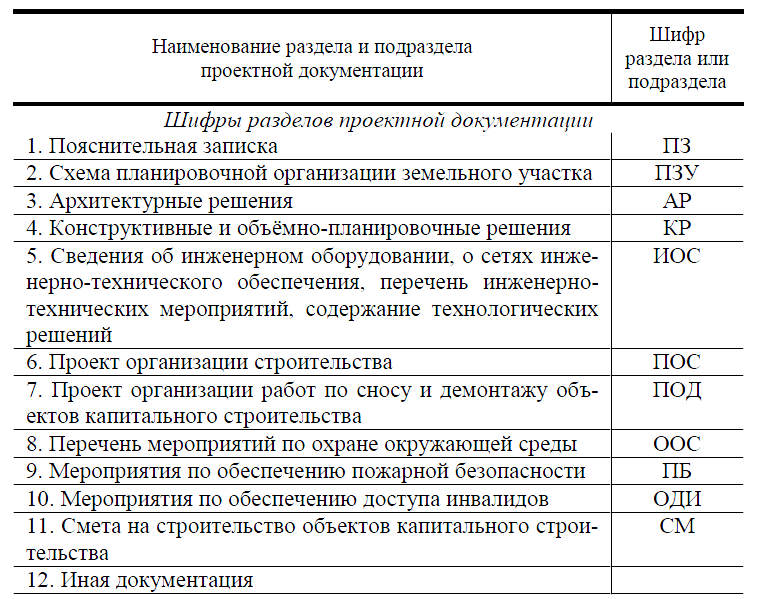 Наименование раздела и подраздела
проектной документации
Шифр
раздела или
подраздела
Шифры разделов проектной документации
1. Пояснительная записка ПЗ
2. Схема планировочной организации земельного участка ПЗУ
3. Архитектурные решения АР
4. Конструктивные и объёмно-планировочные решения КР
5. Сведения об инженерном оборудовании, о сетях инже- ИОС
нерно-технического обеспечения, перечень инженерно-
технических мероприятий, содержание технологических
решений
6. Проект организации строительства ПОС
7. Проект организации работ по сносу и демонтажу объ- ПОД
ектов капитального строительства
8. Перечень мероприятий по охране окружающей среды ООС
9. Мероприятия по обеспечению пожарной безопасности ПБ
10. Мероприятия по обеспечению доступа инвалидов ОДИ
11. Смета на строительство объектов капитального строи- СМ
тельства
12. Иная документация